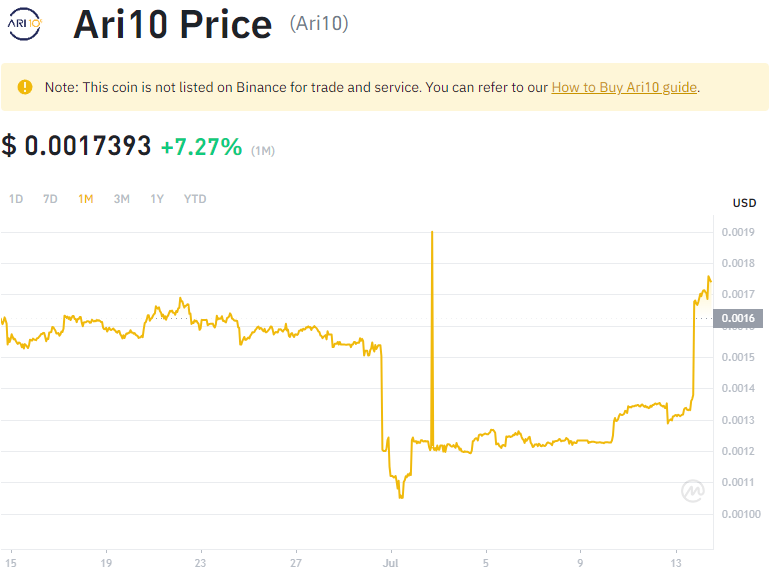 ARI10
Ari10 Price (Ari10)
Note: This coin is not listed on Binance for trade and service. You can refer to our How to Buy Ari10 guide.
$ 0.0017393 +7.27% (1M)
1D 7D 1M 3M 1Y YTD
USD
0.0019
0.0018
0.0017
0.0016
0.0015
0.0014
0.0013
0.0012
0.0011
0.00100
15 19 23 27 Jul 5 9 13